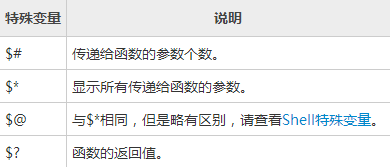 特殊变量 说明
$# 传递给函数的参数个数。
$* 显示所有传递给函数的参数。
$@ 与$*相同，但是略有区别，请查看Shell特殊变量。
$? 函数的返回值。